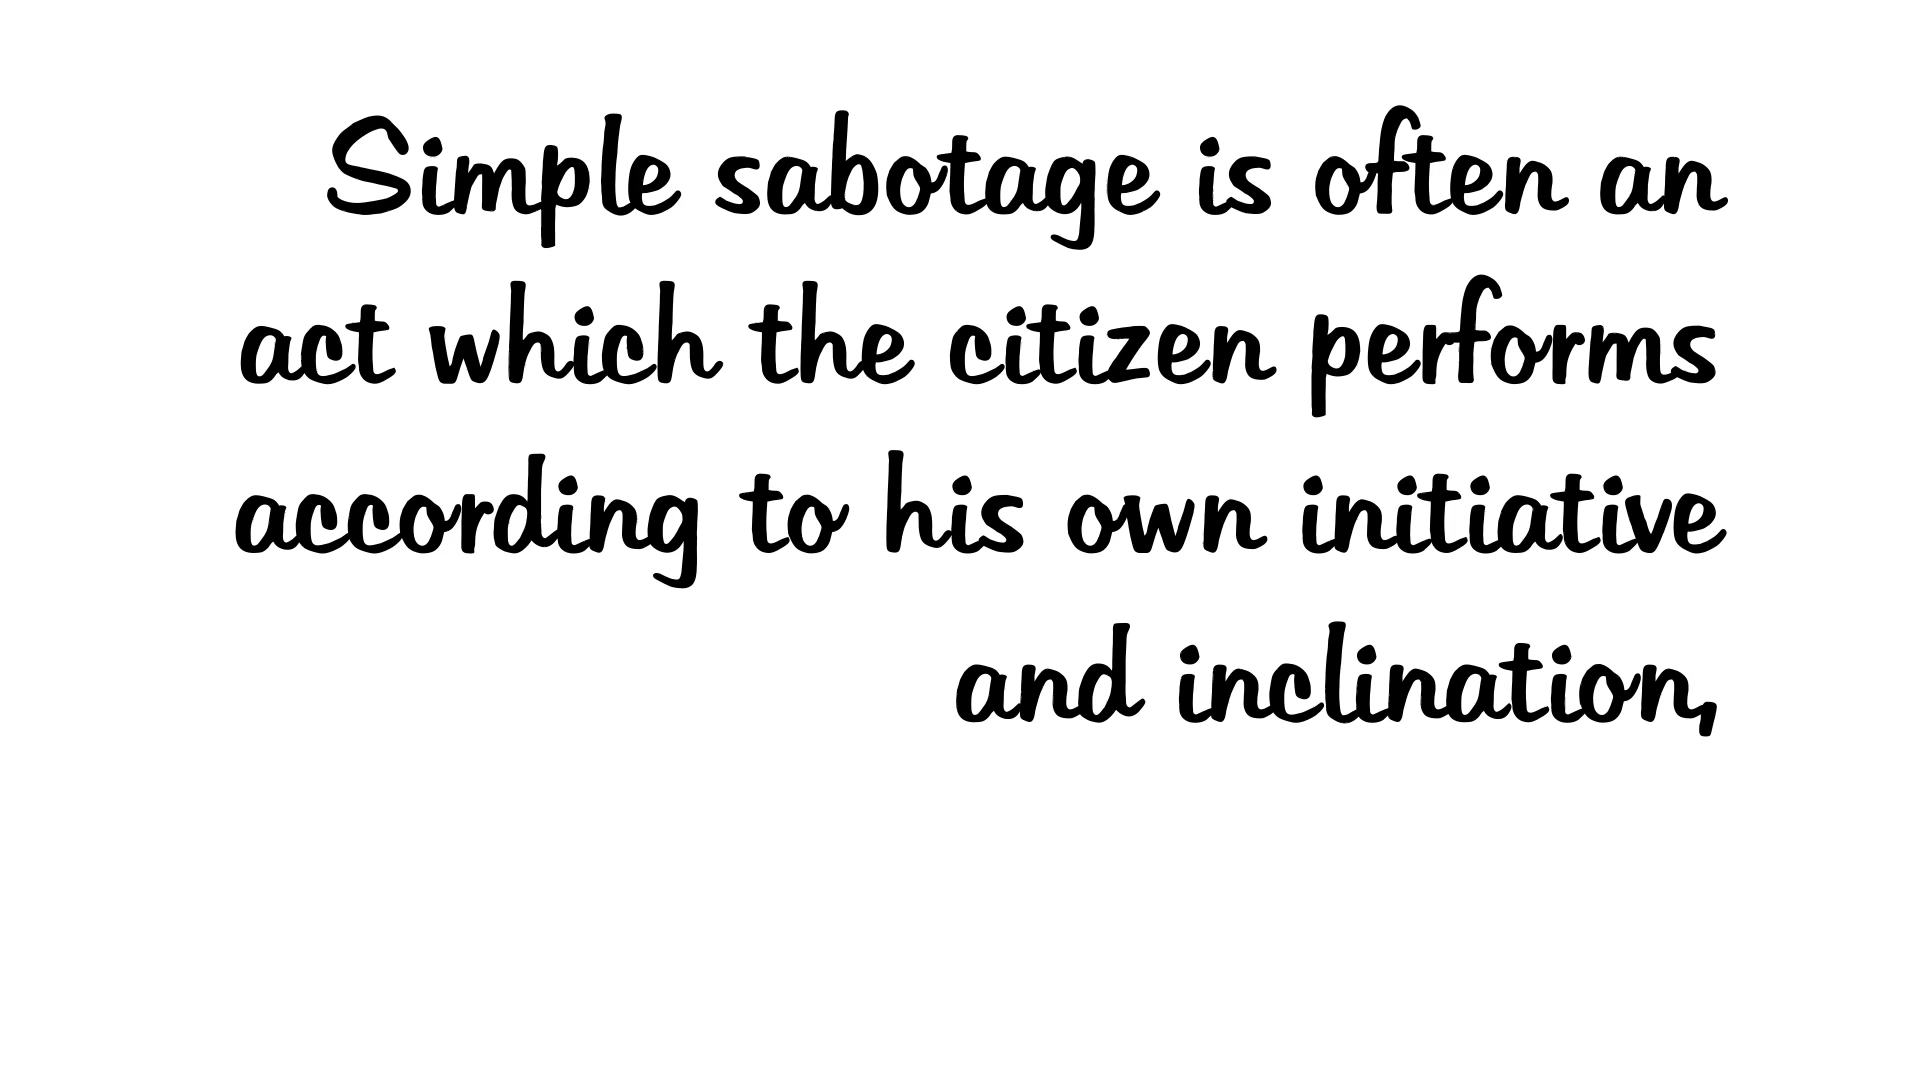 Simple sabotage is often an
act which the citizen performs
according to his own initiative
and inclination,